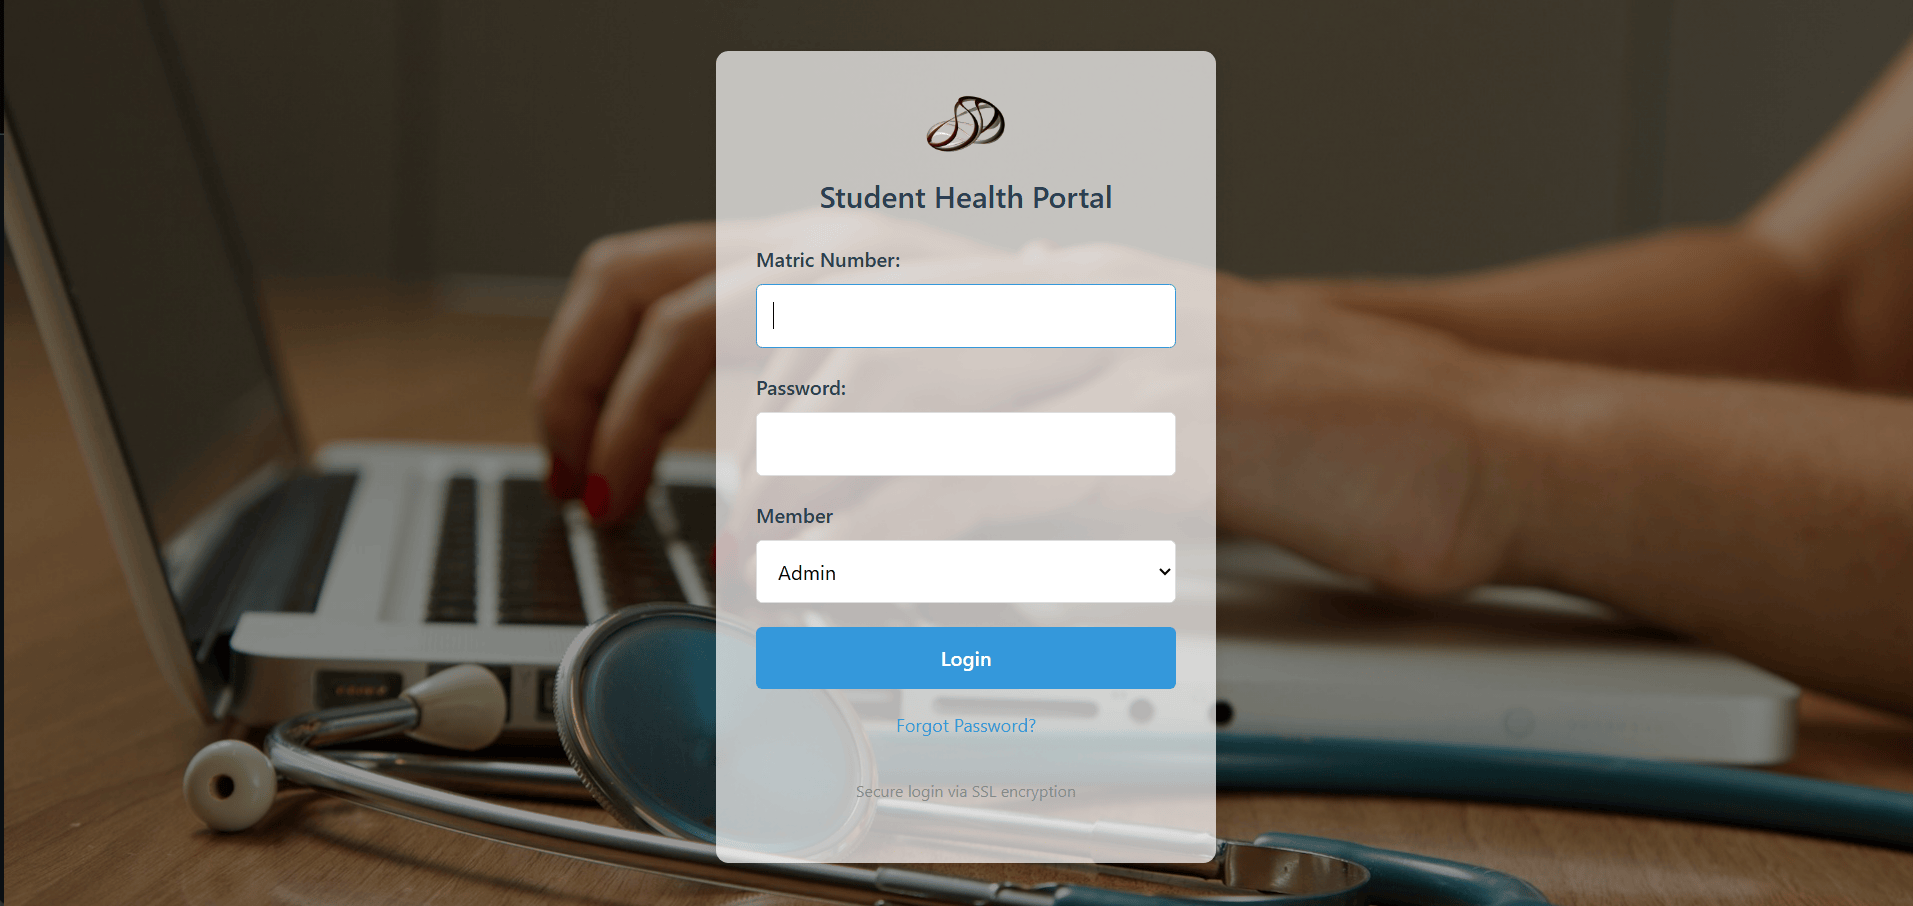 Student Health Portal
Matric Number:
Password:
Member
Admin
Login
Forgot Password?
Secure login via SSL encryption